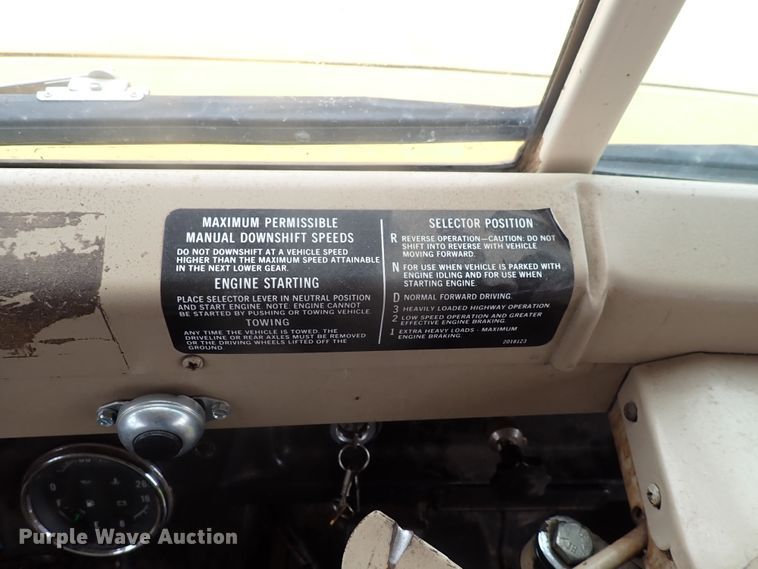 MAXIMUM PERMISSIBLE
MANUAL DOWNSHIFT SPEEDS
DO NOT DOWNSHIFT AT A VEHICLE SPEED
HIGHER THAN THE MAXIMUM SPEED ATTAINABLE
IN THE NEXT LOWER GEAR.
ENGINE STARTING
PLACE SELECTOR LEVER IN NEUTRAL POSITION
AND START ENGINE. NOTE: ENGINE CANNOT
BE STARTED BY PUSHING OR TOWING VEHICLE.
TOWING
ANY TIME THE VEHICLE IS TOWED, THE
DRIVELINE OR REAR AXLES MUST BE REMOVED
OR THE DRIVING WHEELS LIFTED OFF THE
GROUND.
SELECTOR POSITION
R REVERSE OPERATION—CAUTION: DO NOT
SHIFT INTO REVERSE WITH VEHICLE
MOVING FORWARD.
N FOR USE WHEN VEHICLE IS PARKED WITH
ENGINE IDLING AND FOR USE WHEN
STARTING ENGINE.
D NORMAL FORWARD DRIVING.
3 HEAVILY LOADED HIGHWAY OPERATION.
2 LOW SPEED OPERATION AND GREATER
EFFECTIVE ENGINE BRAKING.
1 EXTRA HEAVY LOADS - MAXIMUM
ENGINE BRAKING.
2018123
0 26
16
Purple Wave Auction